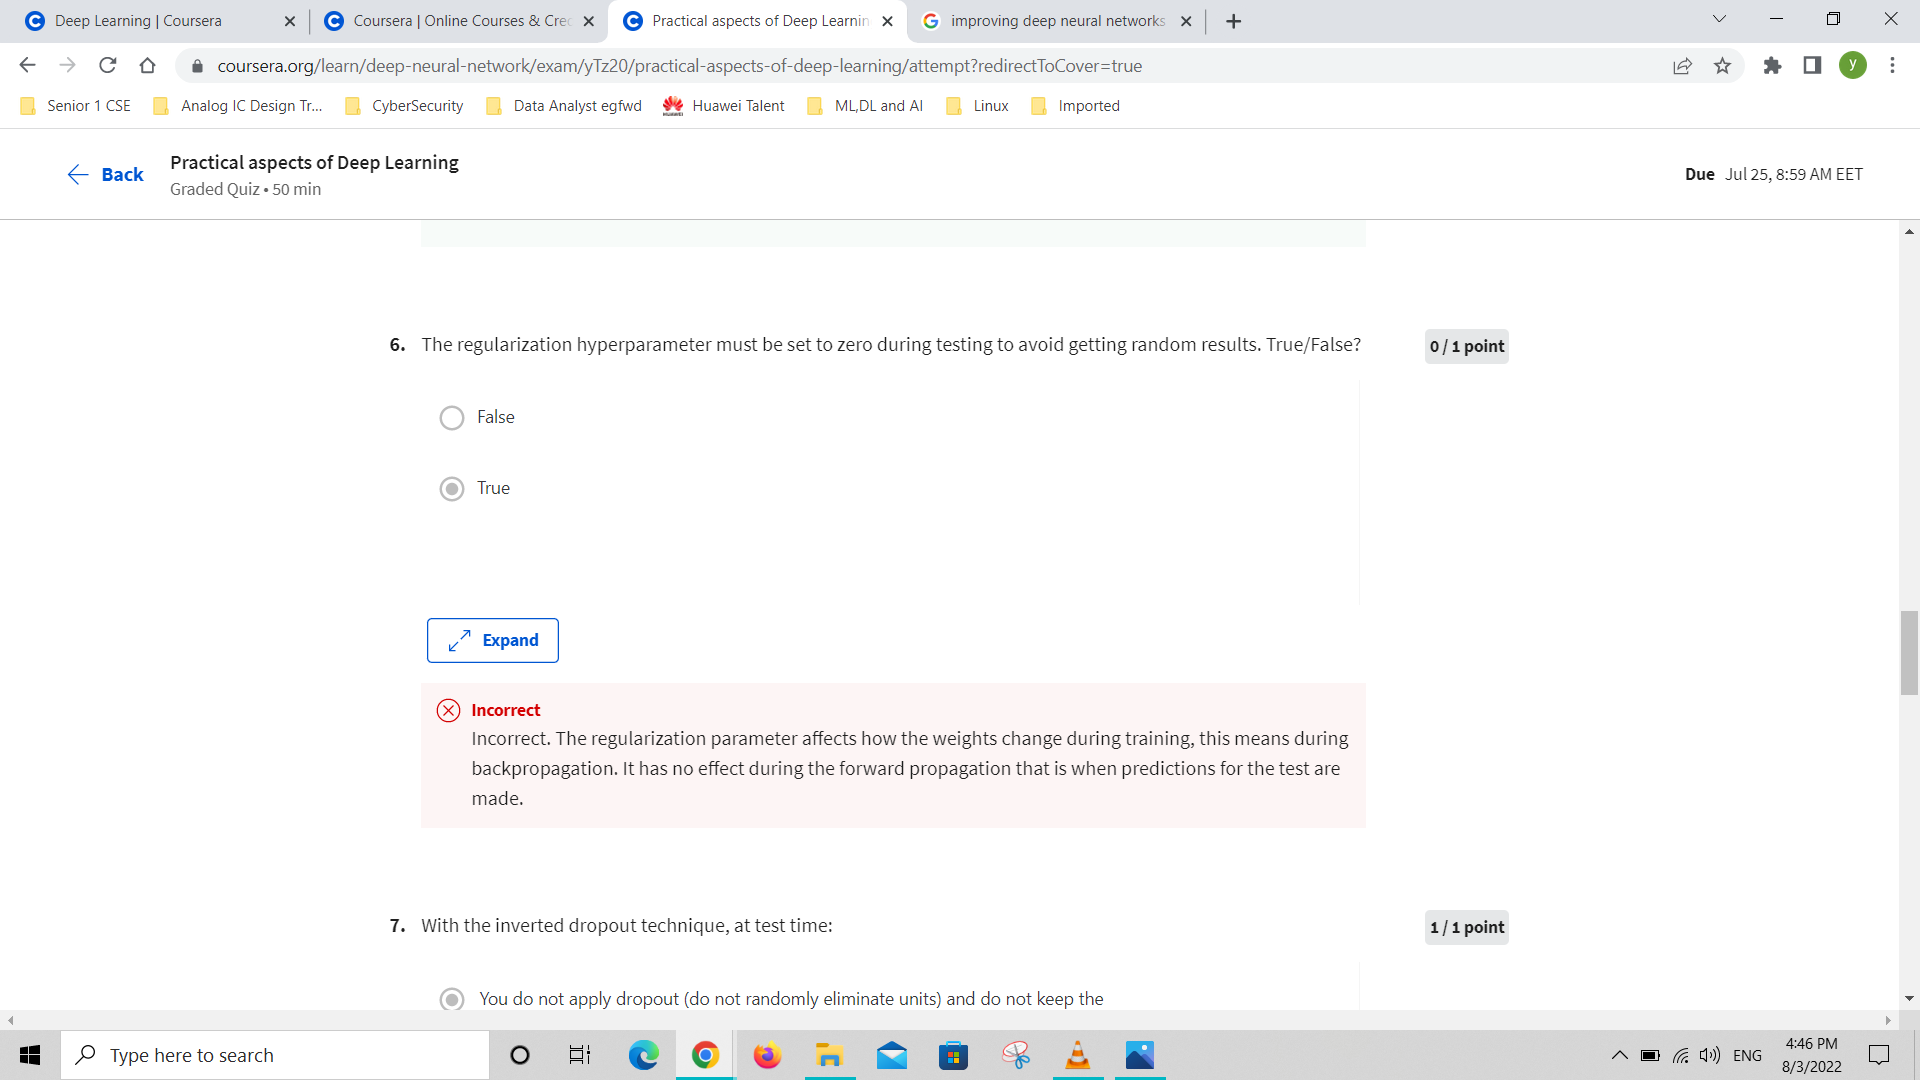 Deep Learning | Coursera
Coursera | Online Courses & Cre
Practical aspects of Deep Learnin
improving deep neural networks
coursera.org/learn/deep-neural-network/exam/yTz20/practical-aspects-of-deep-learning/attempt?redirectToCover=true
y
Senior 1 CSE
Analog IC Design Tr...
CyberSecurity
Data Analyst egfwd
HUAWEI
Huawei Talent
ML,DL and AI
Linux
Imported
Back
Practical aspects of Deep Learning
Graded Quiz • 50 min
Due Jul 25, 8:59 AM EET
6. The regularization hyperparameter must be set to zero during testing to avoid getting random results. True/False?
0 / 1 point
False
True
Expand
Incorrect
Incorrect. The regularization parameter affects how the weights change during training, this means during
backpropagation. It has no effect during the forward propagation that is when predictions for the test are
made.
7. With the inverted dropout technique, at test time:
1 / 1 point
You do not apply dropout (do not randomly eliminate units) and do not keep the
Type here to search
ENG
4:46 PM
8/3/2022